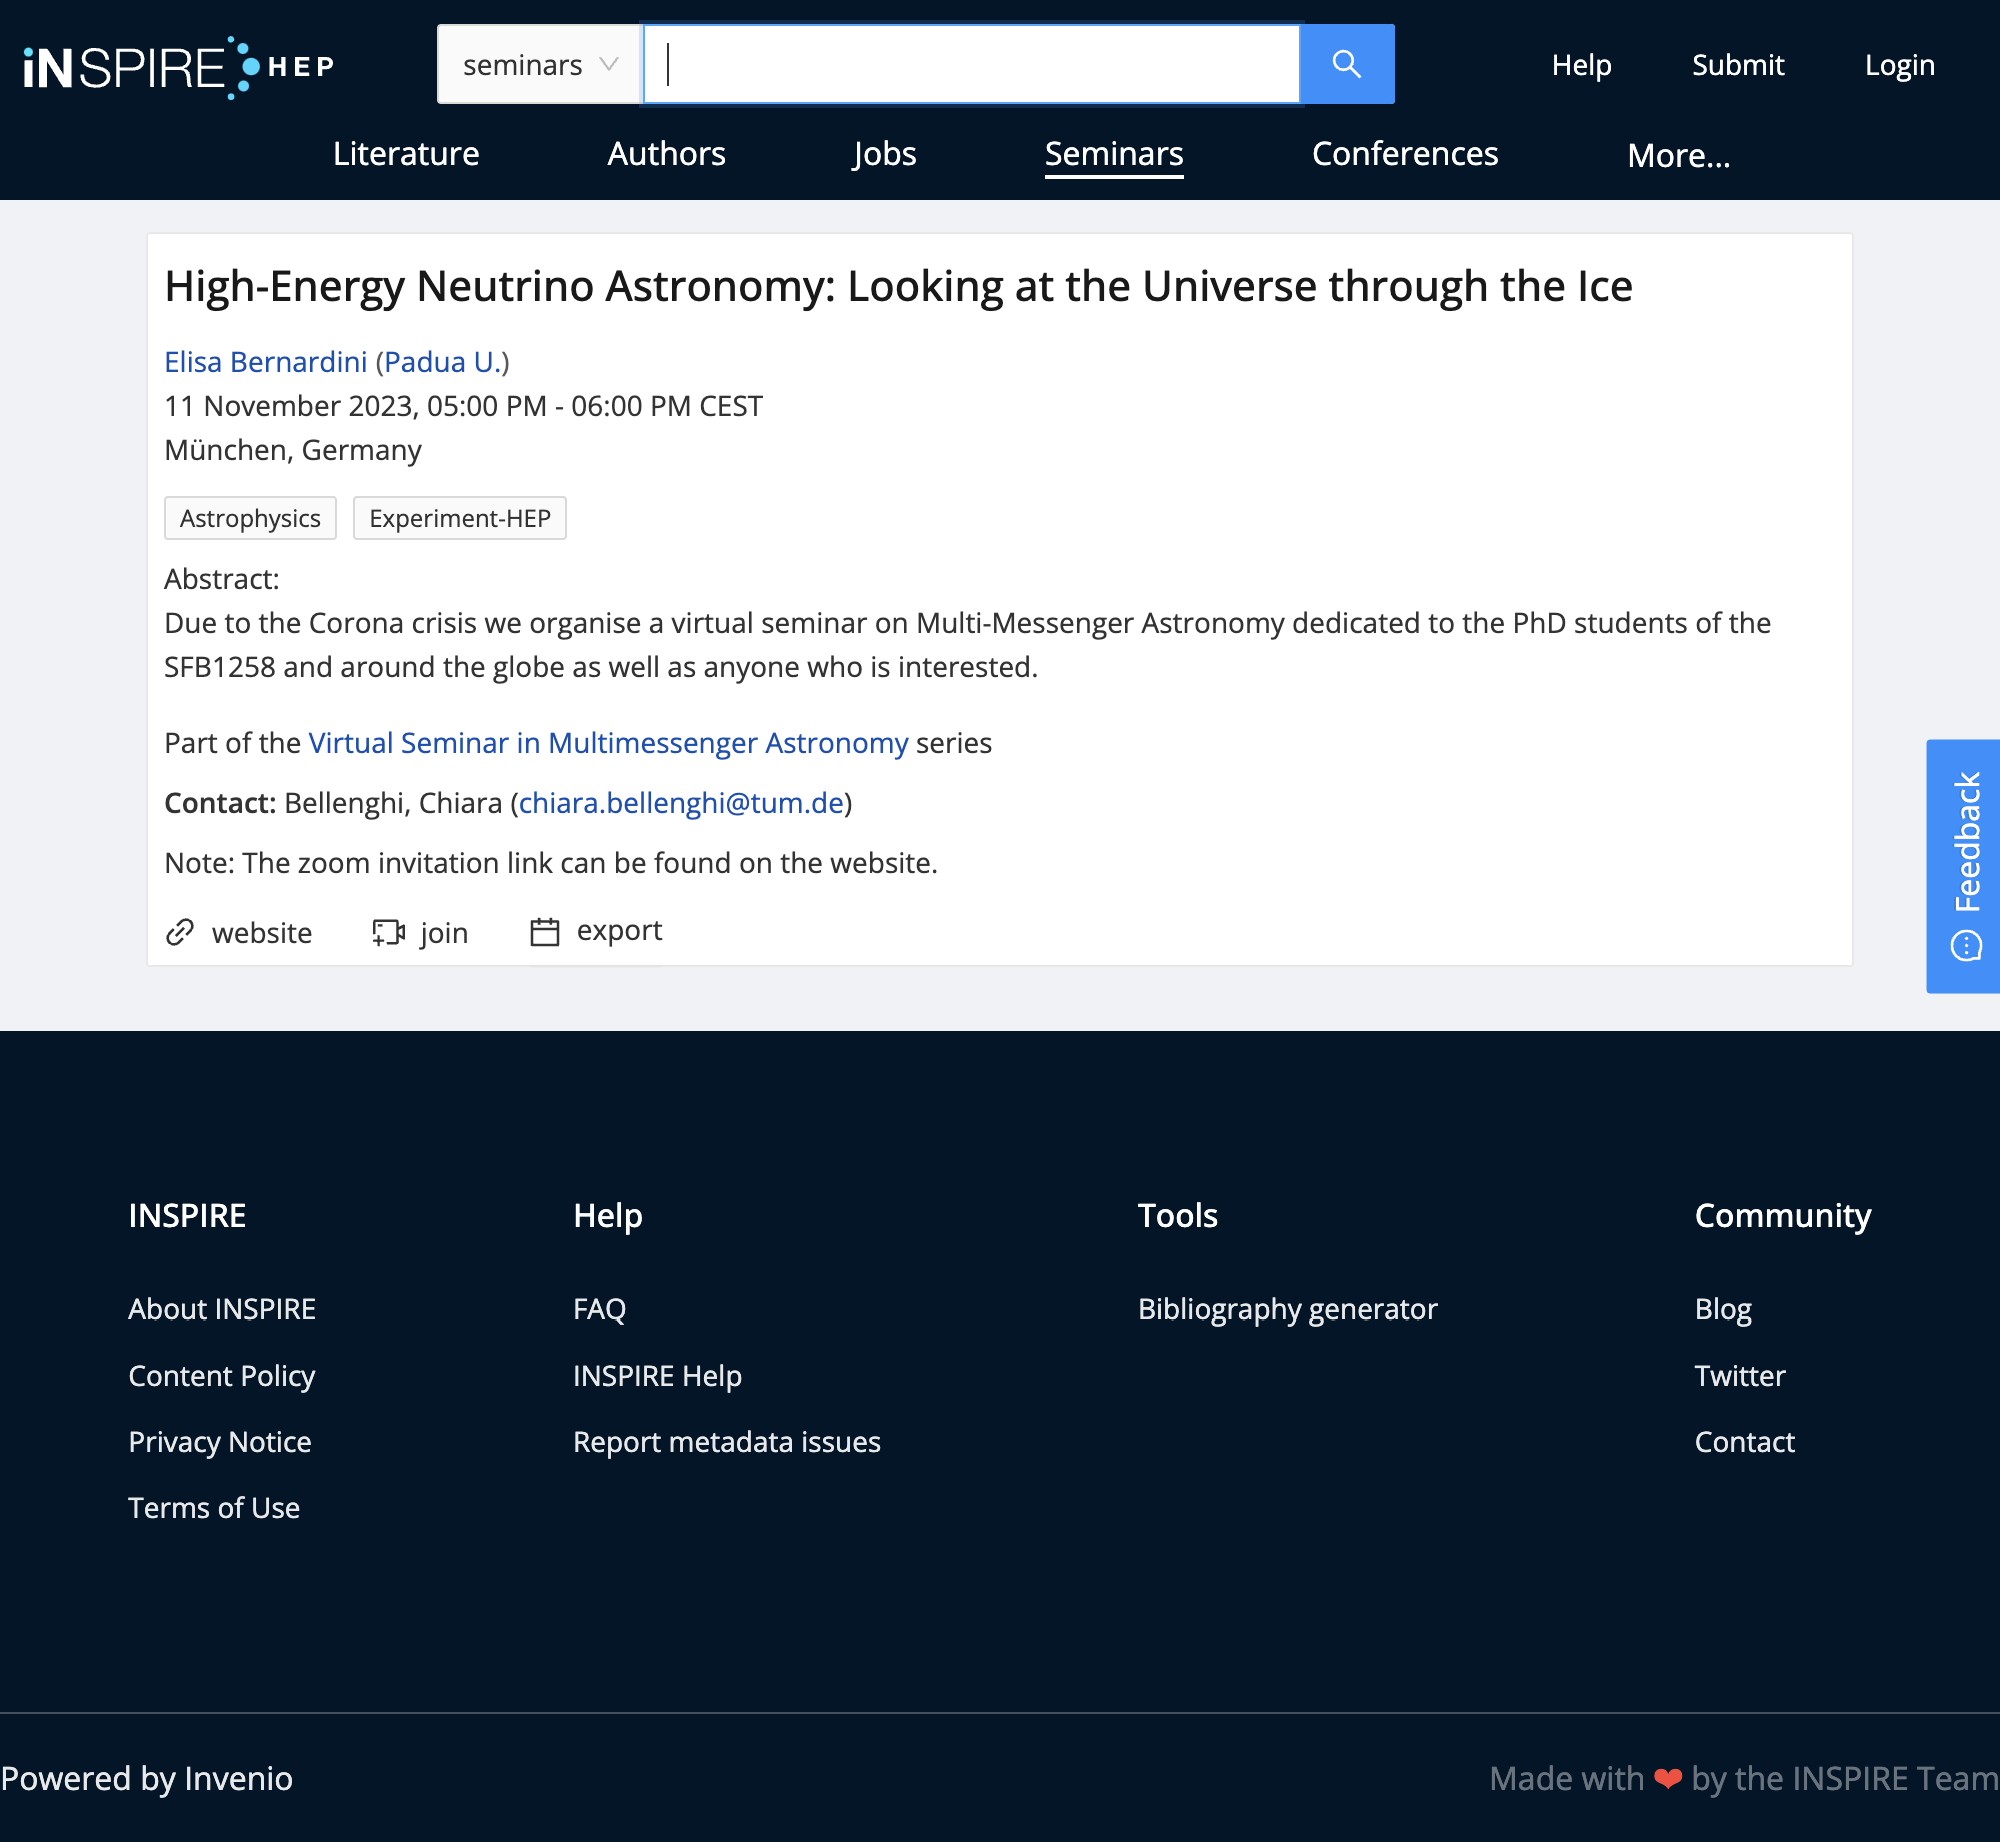 iNSPIRE HEP
seminars
Help Submit Login
Literature Authors Jobs Seminars Conferences More...
High-Energy Neutrino Astronomy: Looking at the Universe through the Ice
Elisa Bernardini (Padua U.)
11 November 2023, 05:00 PM - 06:00 PM CEST
München, Germany
Astrophysics Experiment-HEP
Abstract:
Due to the Corona crisis we organise a virtual seminar on Multi-Messenger Astronomy dedicated to the PhD students of the
SFB1258 and around the globe as well as anyone who is interested.
Part of the Virtual Seminar in Multimessenger Astronomy series
Contact: Bellenghi, Chiara (chiara.bellenghi@tum.de)
Note: The zoom invitation link can be found on the website.
website join export
Feedback
INSPIRE
About INSPIRE
Content Policy
Privacy Notice
Terms of Use
Help
FAQ
INSPIRE Help
Report metadata issues
Tools
Bibliography generator
Community
Blog
Twitter
Contact
Powered by Invenio
Made with ❤ by the INSPIRE Team